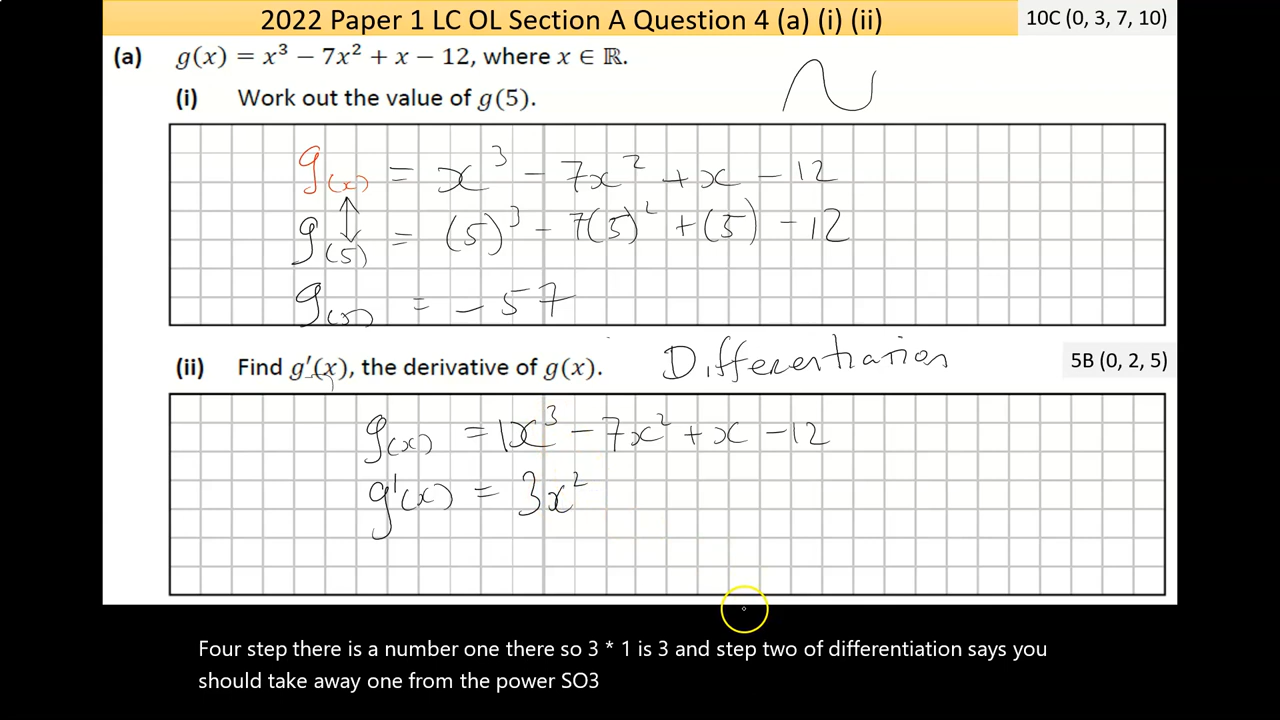 2022 Paper 1 LC OL Section A Question 4 (a) (i) (ii)
10C (0, 3, 7, 10)
(a) g(x) = x³ − 7x² + x − 12, where x ∈ ℝ.
(i) Work out the value of g(5).
g(x) = x³ − 7x² + x − 12
g(5) = (5)³ − 7(5)² + (5) − 12
g(5) = − 57
(ii) Find g′(x), the derivative of g(x).
Differentiation
5B (0, 2, 5)
g(x) = 1x³ − 7x² + x − 12
g'(x) = 3x²
Four step there is a number one there so 3 * 1 is 3 and step two of differentiation says you
should take away one from the power SO3